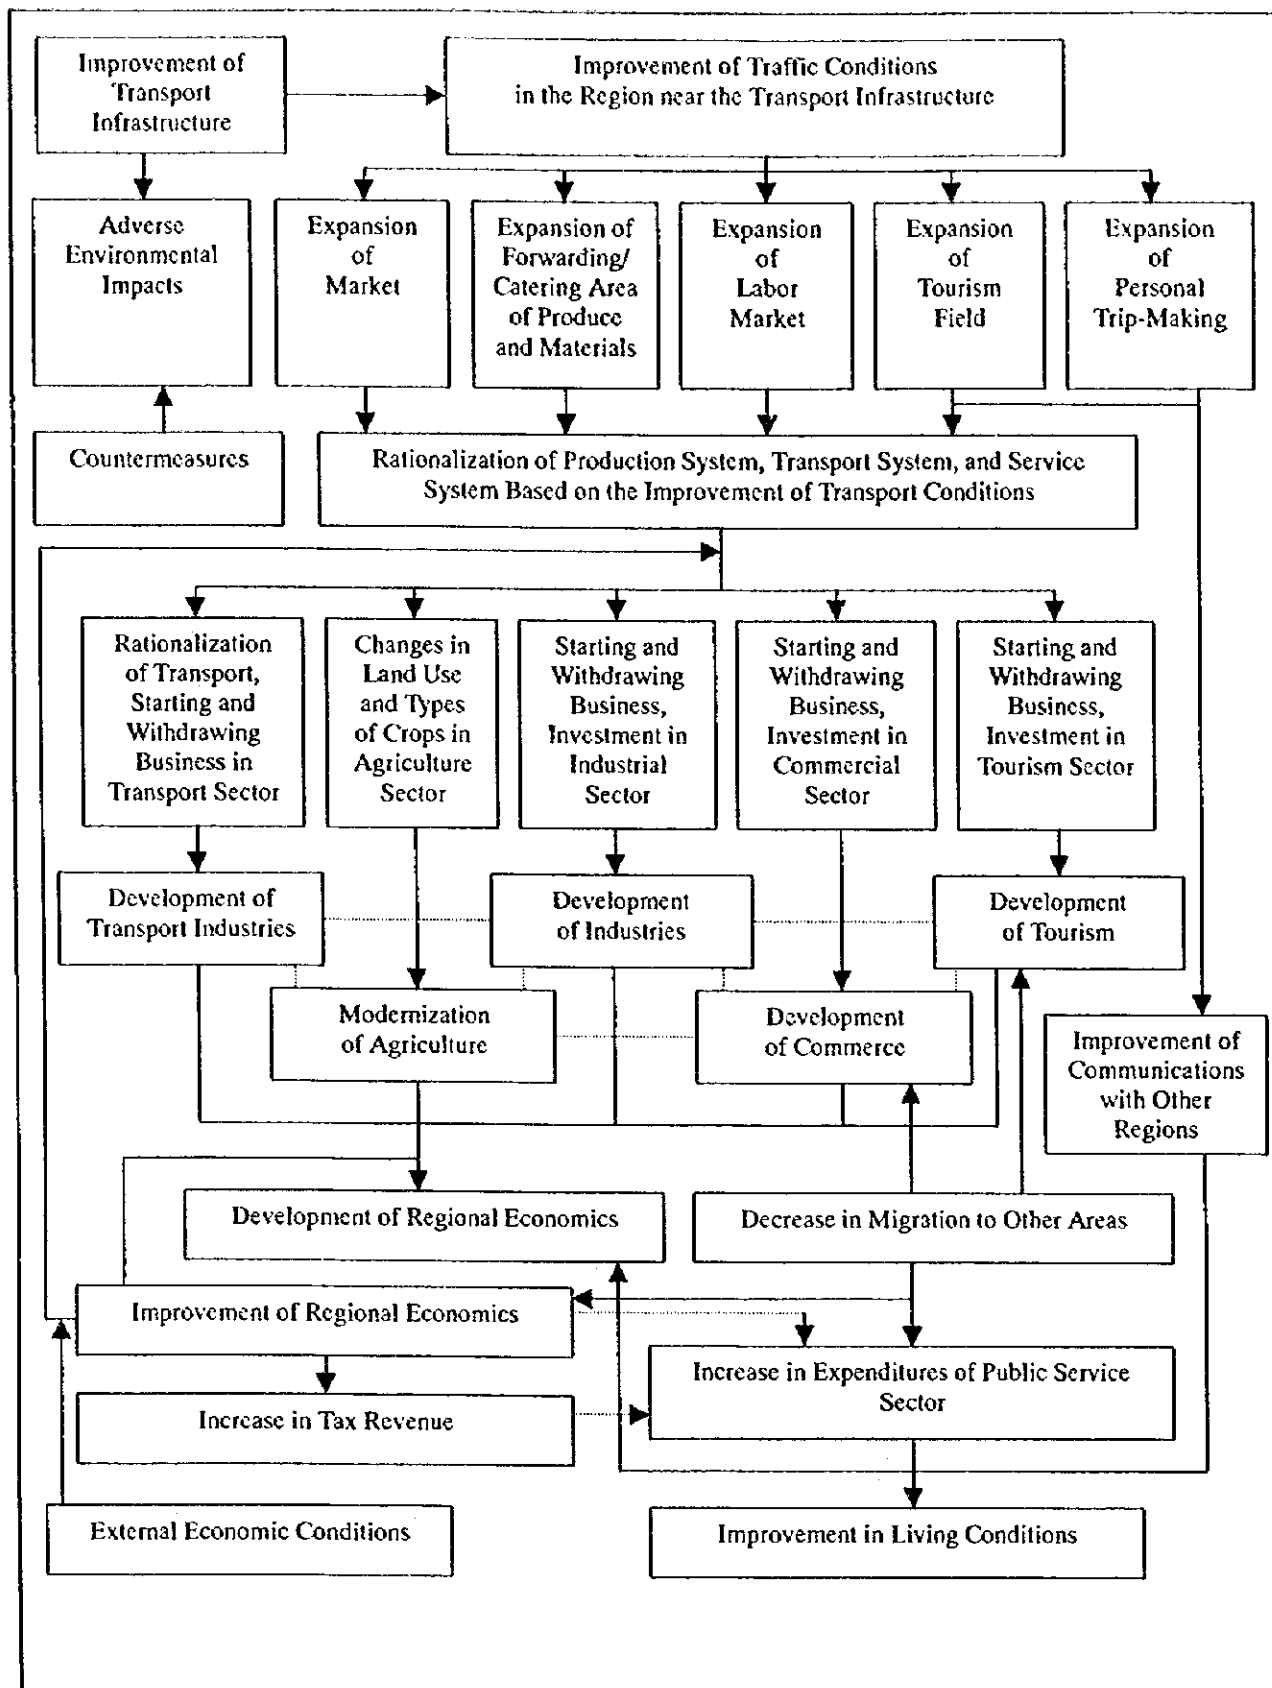 Improvement of
Transport
Infrastructure
Improvement of Traffic Conditions
in the Region near the Transport Infrastructure
Adverse
Environmental
Impacts
Expansion
of
Market
Expansion of
Forwarding/
Catering Area
of Produce
and Materials
Expansion
of
Labor
Market
Expansion
of
Tourism
Field
Expansion
of
Personal
Trip-Making
Countermeasures
Rationalization of Production System, Transport System, and Service
System Based on the Improvement of Transport Conditions
Rationalization
of Transport,
Starting and
Withdrawing
Business in
Transport Sector
Changes in
Land Use
and Types
of Crops in
Agriculture
Sector
Starting and
Withdrawing
Business,
Investment in
Industrial
Sector
Starting and
Withdrawing
Business,
Investment in
Commercial
Sector
Starting and
Withdrawing
Business,
Investment in
Tourism Sector
Development of
Transport Industries
Development
of Industries
Development
of Tourism
Modernization
of Agriculture
Development
of Commerce
Improvement of
Communications
with Other
Regions
Development of Regional Economics
Decrease in Migration to Other Areas
Improvement of Regional Economics
Increase in Expenditures of Public Service
Sector
Increase in Tax Revenue
External Economic Conditions
Improvement in Living Conditions